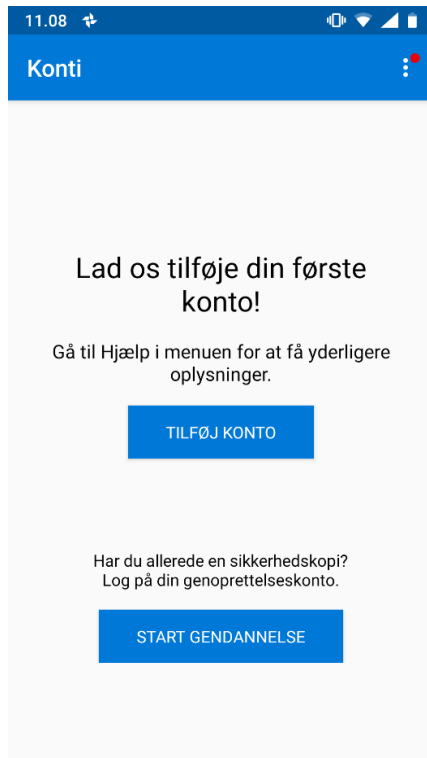 11.08
Konti
Lad os tilføje din første
konto!
Gå til Hjælp i menuen for at få yderligere
oplysninger.
TILFØJ KONTO
Har du allerede en sikkerhedskopi?
Log på din genoprettelseskonto.
START GENDANNELSE